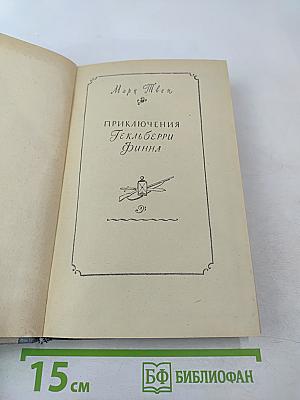 Марк Твен
ПРИКЛЮЧЕНИЯ
Гекльберри
Финна
15 см
БФ БИБЛИОФАН